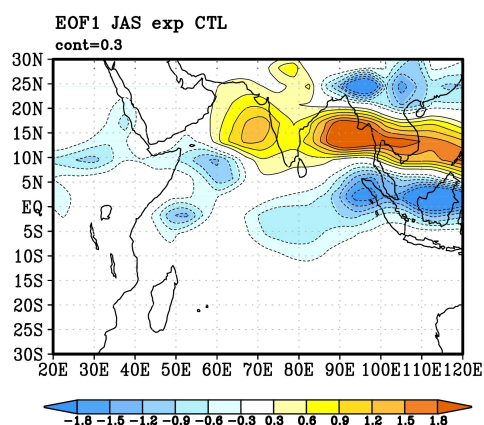 EOF1 JAS exp CTL
cont=0.3
30N
25N
20N
15N
10N
5N
EQ
5S
10S
15S
20S
25S
30S
20E 30E 40E 50E 60E 70E 80E 90E 100E 110E 120E
-1.8 -1.5 -1.2 -0.9 -0.6 -0.3 0.3 0.6 0.9 1.2 1.5 1.8